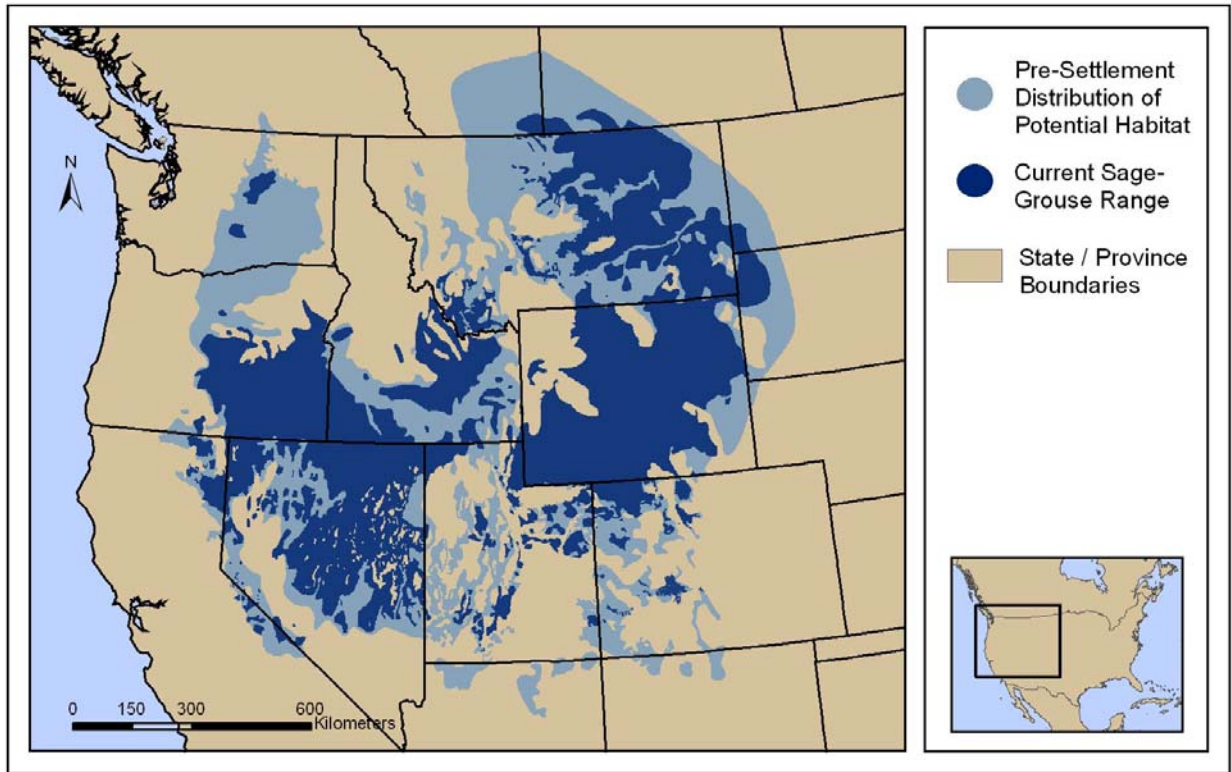 Pre-Settlement
Distribution of
Potential Habitat
Current Sage-
Grouse Range
State / Province
Boundaries
N
0 150 300 600
Kilometers